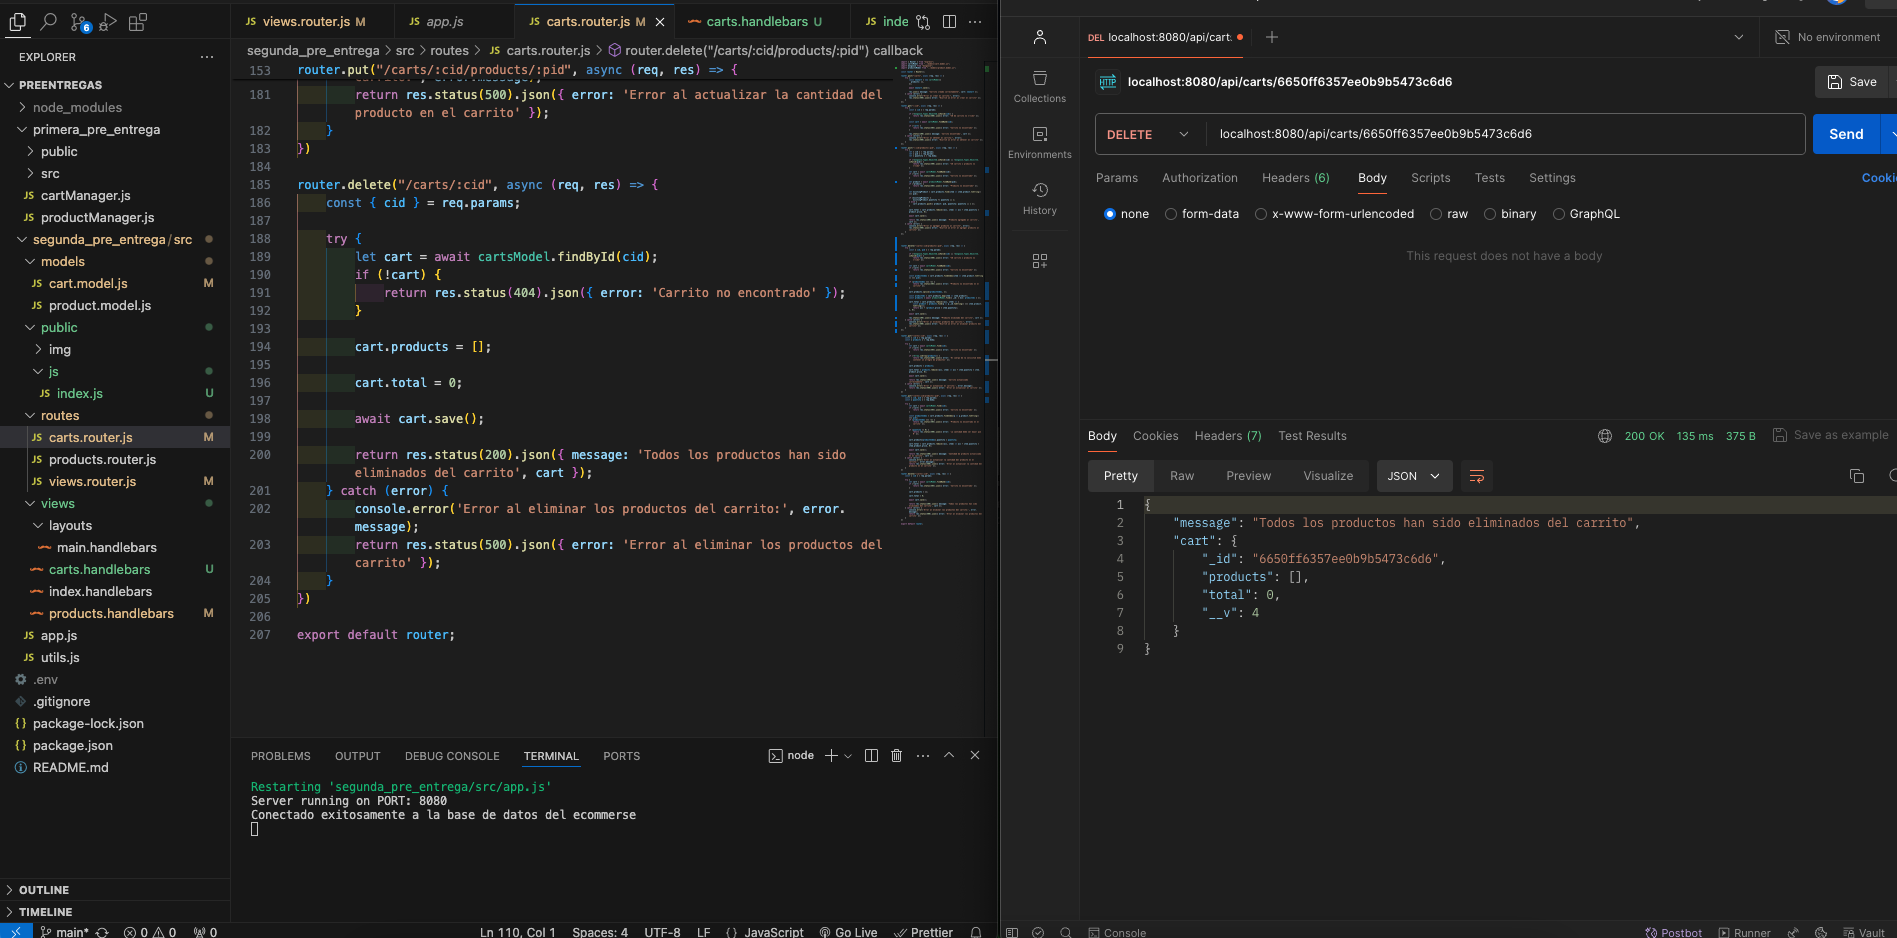 views.router.js M
app.js
carts.router.js M
carts.handlebars U
inde
6
EXPLORER
PREENTREGAS
node_modules
primera_pre_entrega
public
src
cartManager.js
productManager.js
segunda_pre_entrega/src
models
cart.model.js M
product.model.js
public
img
js
index.js U
routes
carts.router.js M
products.router.js
views.router.js M
views
layouts
main.handlebars
carts.handlebars U
index.handlebars
products.handlebars M
app.js
utils.js
.env
.gitignore
package-lock.json
package.json
README.md
OUTLINE
TIMELINE
segunda_pre_entrega > src > routes > JS carts.router.js > router.delete("/carts/:cid/products/:pid") callback
153 router.put("/carts/:cid/products/:pid", async (req, res) => {
181 return res.status(500).json({ error: 'Error al actualizar la cantidad del
producto en el carrito' });
182 }
183 })
184
185 router.delete("/carts/:cid", async (req, res) => {
186 const { cid } = req.params;
187
188 try {
189 let cart = await cartsModel.findById(cid);
190 if (!cart) {
191 return res.status(404).json({ error: 'Carrito no encontrado' });
192 }
193
194 cart.products = [];
195
196 cart.total = 0;
197
198 await cart.save();
199
200 return res.status(200).json({ message: 'Todos los productos han sido
eliminados del carrito', cart });
201 } catch (error) {
202 console.error('Error al eliminar los productos del carrito:', error.
message);
203 return res.status(500).json({ error: 'Error al eliminar los productos del
carrito' });
204 }
205 })
206
207 export default router;
PROBLEMS OUTPUT DEBUG CONSOLE TERMINAL PORTS
node
Restarting 'segunda_pre_entrega/src/app.js'
Server running on PORT: 8080
Conectado exitosamente a la base de datos del ecommerse
main* 0 0 0 Ln 110, Col 1 Spaces: 4 UTF-8 LF {} JavaScript Go Live Prettier
DEL localhost:8080/api/cart
No environment
Collections
Environments
History
HTTP localhost:8080/api/carts/6650ff6357ee0b9b5473c6d6
Save
DELETE localhost:8080/api/carts/6650ff6357ee0b9b5473c6d6
Send
Params Authorization Headers (6) Body Scripts Tests Settings Cooki
none form-data x-www-form-urlencoded raw binary GraphQL
This request does not have a body
Body Cookies Headers (7) Test Results
200 OK 135 ms 375 B Save as example
Pretty Raw Preview Visualize JSON
1 {
2 "message": "Todos los productos han sido eliminados del carrito",
3 "cart": {
4 "_id": "6650ff6357ee0b9b5473c6d6",
5 "products": [],
6 "total": 0,
7 "__v": 4
8 }
9 }
Console
Postbot Runner Vault